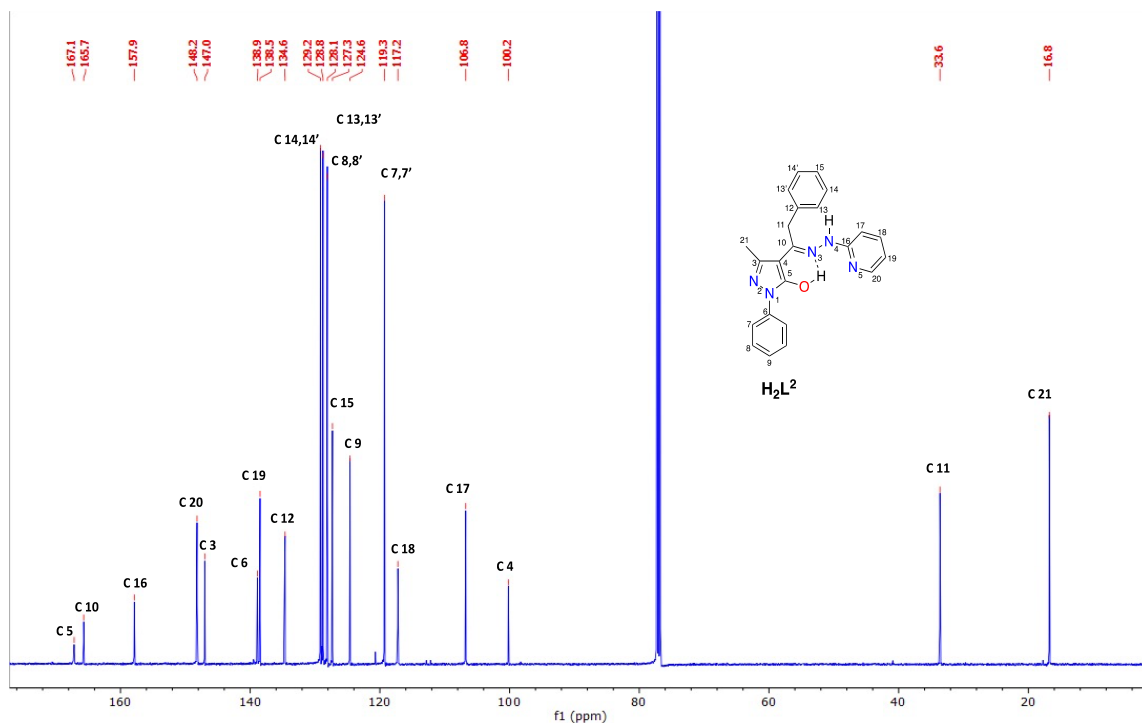 167.1
165.7
157.9
148.2
147.0
138.9
138.5
134.6
129.2
128.8
128.1
127.3
124.6
119.3
117.2
106.8
100.2
33.6
16.8
C 13,13’
C 14,14’
C 8,8’
C 7,7’
C 15
C 9
C 19
C 17
C 20
C 12
C 3
C 6
C 18
C 16
C 4
C 10
C 5
C 21
C 11
14' 15
13' 14
12 13
11 H 17
10 N 4 16 18
21 N 3 19
3 4 N 5 20
5 H
N 2 O
N 1
6
7
8
9
H₂L²
160 140 120 100 80 60 40 20
f1 (ppm)